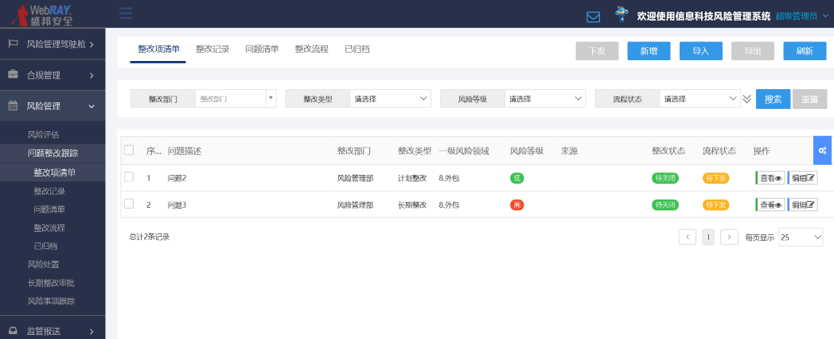 WebRAY.
盛邦安全
欢迎使用信息科技风险管理系统 超级管理员
风险管理驾驶舱
合规管理
风险管理
风险评估
问题整改跟踪
整改项清单
整改记录
问题清单
整改流程
已归档
风险处置
长期整改审批
风险事项跟踪
监管报送
整改项清单 整改记录 问题清单 整改流程 已归档 下发 新增 导入 导出 刷新
整改部门 整改部门 整改类型 请选择 风险等级 请选择 流程状态 请选择 搜索 重置
序... 问题描述 整改部门 整改类型 一级风险领域 风险等级 来源 整改状态 流程状态 操作
1 问题2 风险管理部 计划整改 8.外包 低 待关闭 待下发 查看 编辑
2 问题3 风险管理部 长期整改 8.外包 高 待关闭 待下发 查看 编辑
总计2条记录 < 1 > 每页显示 25